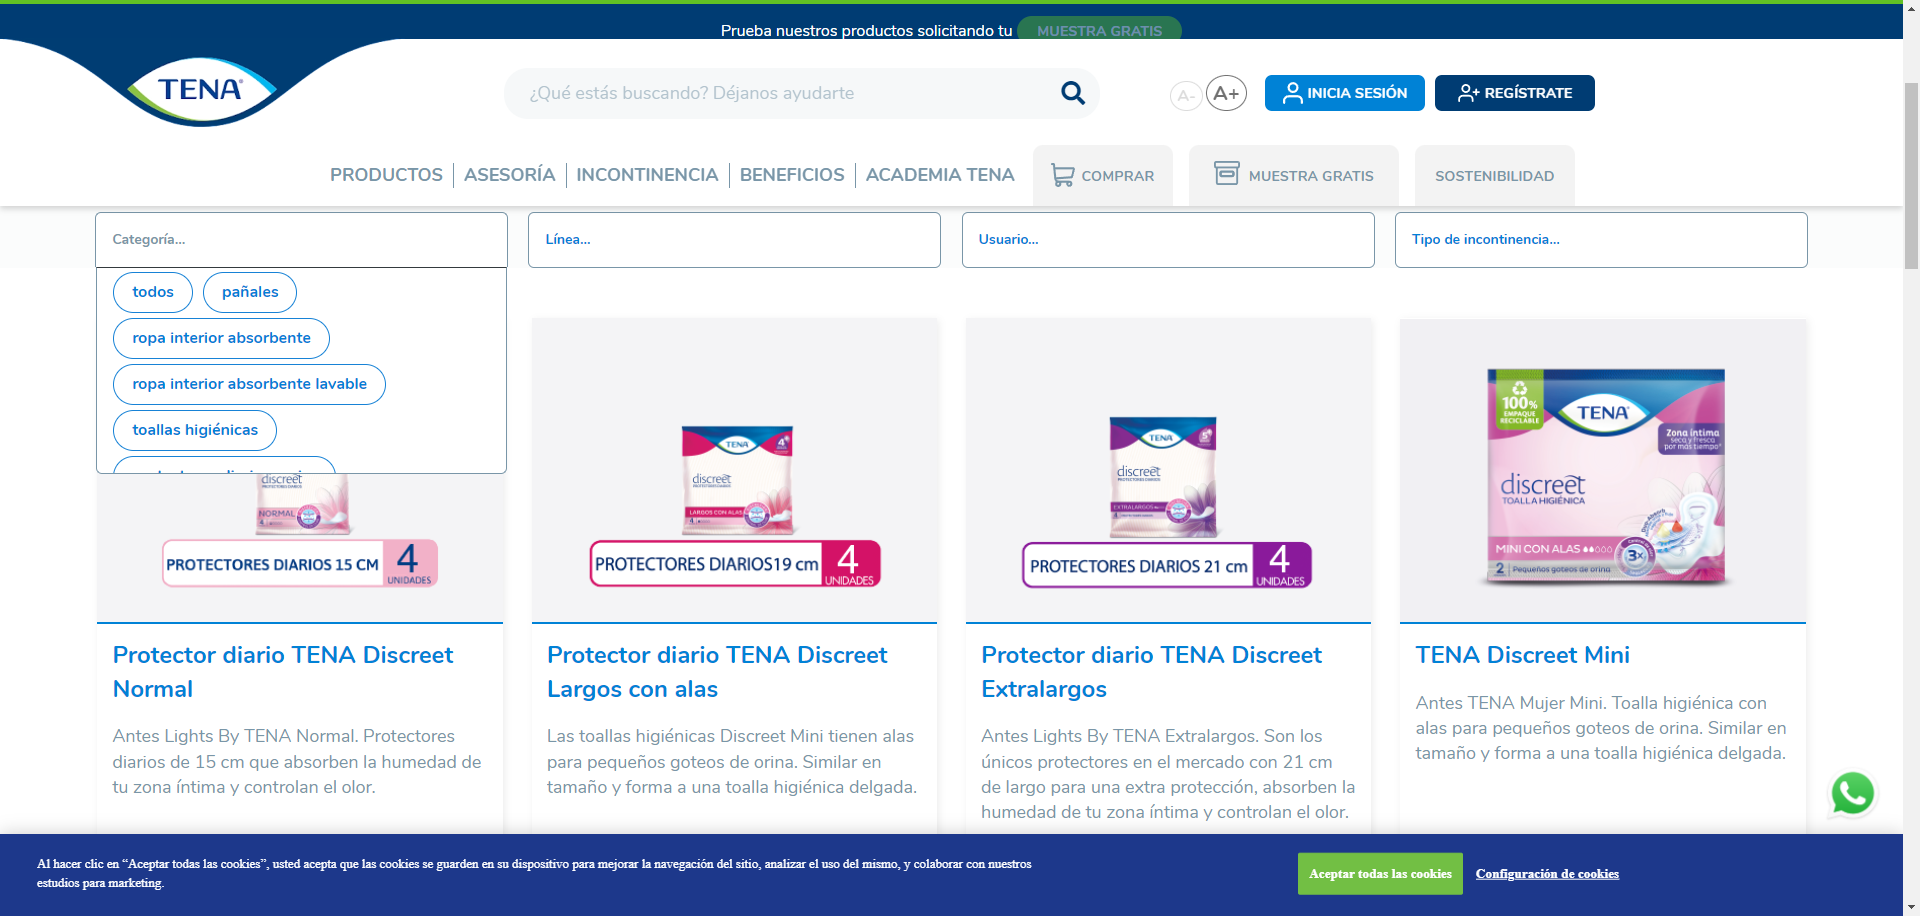 Prueba nuestros productos solicitando tu MUESTRA GRATIS
TENA
¿Qué estás buscando? Déjanos ayudarte
A- A+
INICIA SESIÓN
REGÍSTRATE
PRODUCTOS
ASESORÍA
INCONTINENCIA
BENEFICIOS
ACADEMIA TENA
COMPRAR
MUESTRA GRATIS
SOSTENIBILIDAD
Categoría...
Línea...
Usuario...
Tipo de incontinencia...
todos
pañales
ropa interior absorbente
ropa interior absorbente lavable
toallas higiénicas
discreet
NORMAL
4
PROTECTORES DIARIOS 15 CM
4
UNIDADES
TENA
4
discreet
PROTECTORES DIARIOS
LARGOS CON ALAS
4
PROTECTORES DIARIOS19 cm
4
UNIDADES
TENA
discreet
PROTECTORES DIARIOS
EXTRALARGOS
4
PROTECTORES DIARIOS 21 cm
4
UNIDADES
100%
EMPAQUE
RECICLABLE
TENA
Zona íntima
seca y fresca
por más tiempo
discreet
TOALLA HIGIÉNICA
MINI CON ALAS
3x
2
Pequeños goteos de orina
Protector diario TENA Discreet
Normal
Antes Lights By TENA Normal. Protectores
diarios de 15 cm que absorben la humedad de
tu zona íntima y controlan el olor.
Protector diario TENA Discreet
Largos con alas
Las toallas higiénicas Discreet Mini tienen alas
para pequeños goteos de orina. Similar en
tamaño y forma a una toalla higiénica delgada.
Protector diario TENA Discreet
Extralargos
Antes Lights By TENA Extralargos. Son los
únicos protectores en el mercado con 21 cm
de largo para una extra protección, absorben la
humedad de tu zona íntima y controlan el olor.
TENA Discreet Mini
Antes TENA Mujer Mini. Toalla higiénica con
alas para pequeños goteos de orina. Similar en
tamaño y forma a una toalla higiénica delgada.
Al hacer clic en “Aceptar todas las cookies”, usted acepta que las cookies se guarden en su dispositivo para mejorar la navegación del sitio, analizar el uso del mismo, y colaborar con nuestros
estudios para marketing.
Aceptar todas las cookies
Configuración de cookies